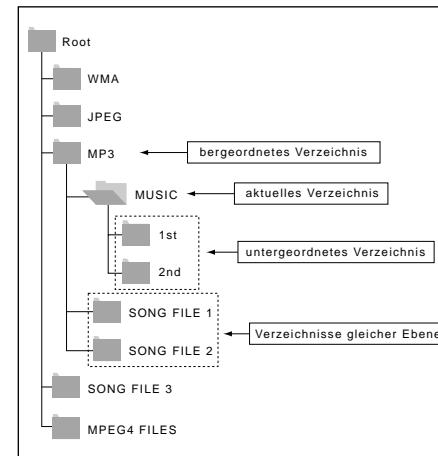 Root
WMA
JPEG
MP3 bergeordnetes Verzeichnis
MUSIC aktuelles Verzeichnis
1st
untergeordnetes Verzeichnis
2nd
SONG FILE 1
Verzeichnisse gleicher Ebene
SONG FILE 2
SONG FILE 3
MPEG4 FILES